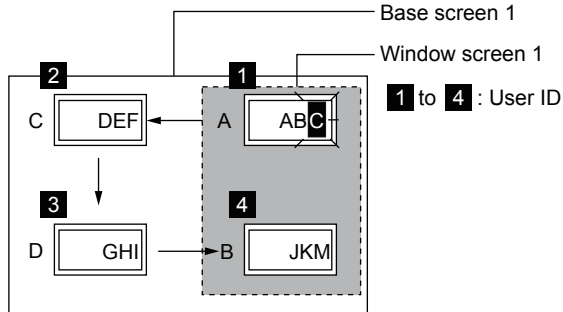 Base screen 1
Window screen 1
1 to 4 : User ID
2 1
C DEF A ABC
3 4
D GHI B JKM